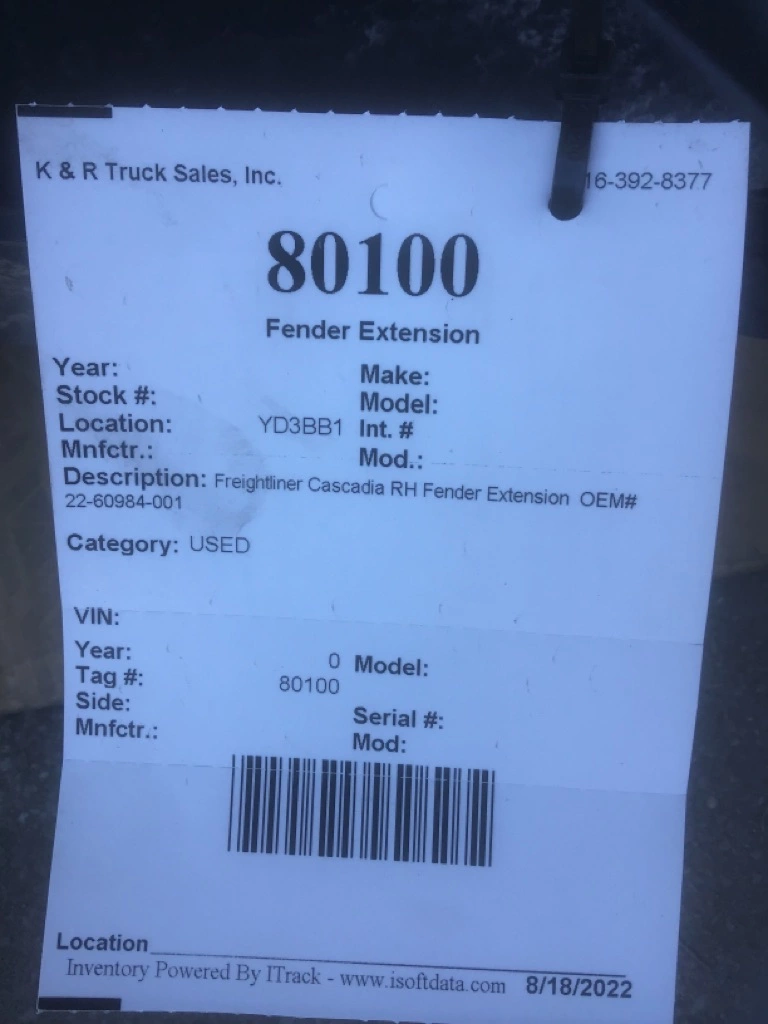 K & R Truck Sales, Inc. 16-392-8377
80100
Fender Extension
Year: Make:
Stock #: Model:
Location: YD3BB1 Int. #
Mnfctr.: Mod.:
Description: Freightliner Cascadia RH Fender Extension OEM#
22-60984-001
Category: USED
VIN:
Year: 0 Model:
Tag #: 80100
Side: Serial #:
Mnfctr.: Mod:
Location
Inventory Powered By ITrack - www.isoftdata.com 8/18/2022